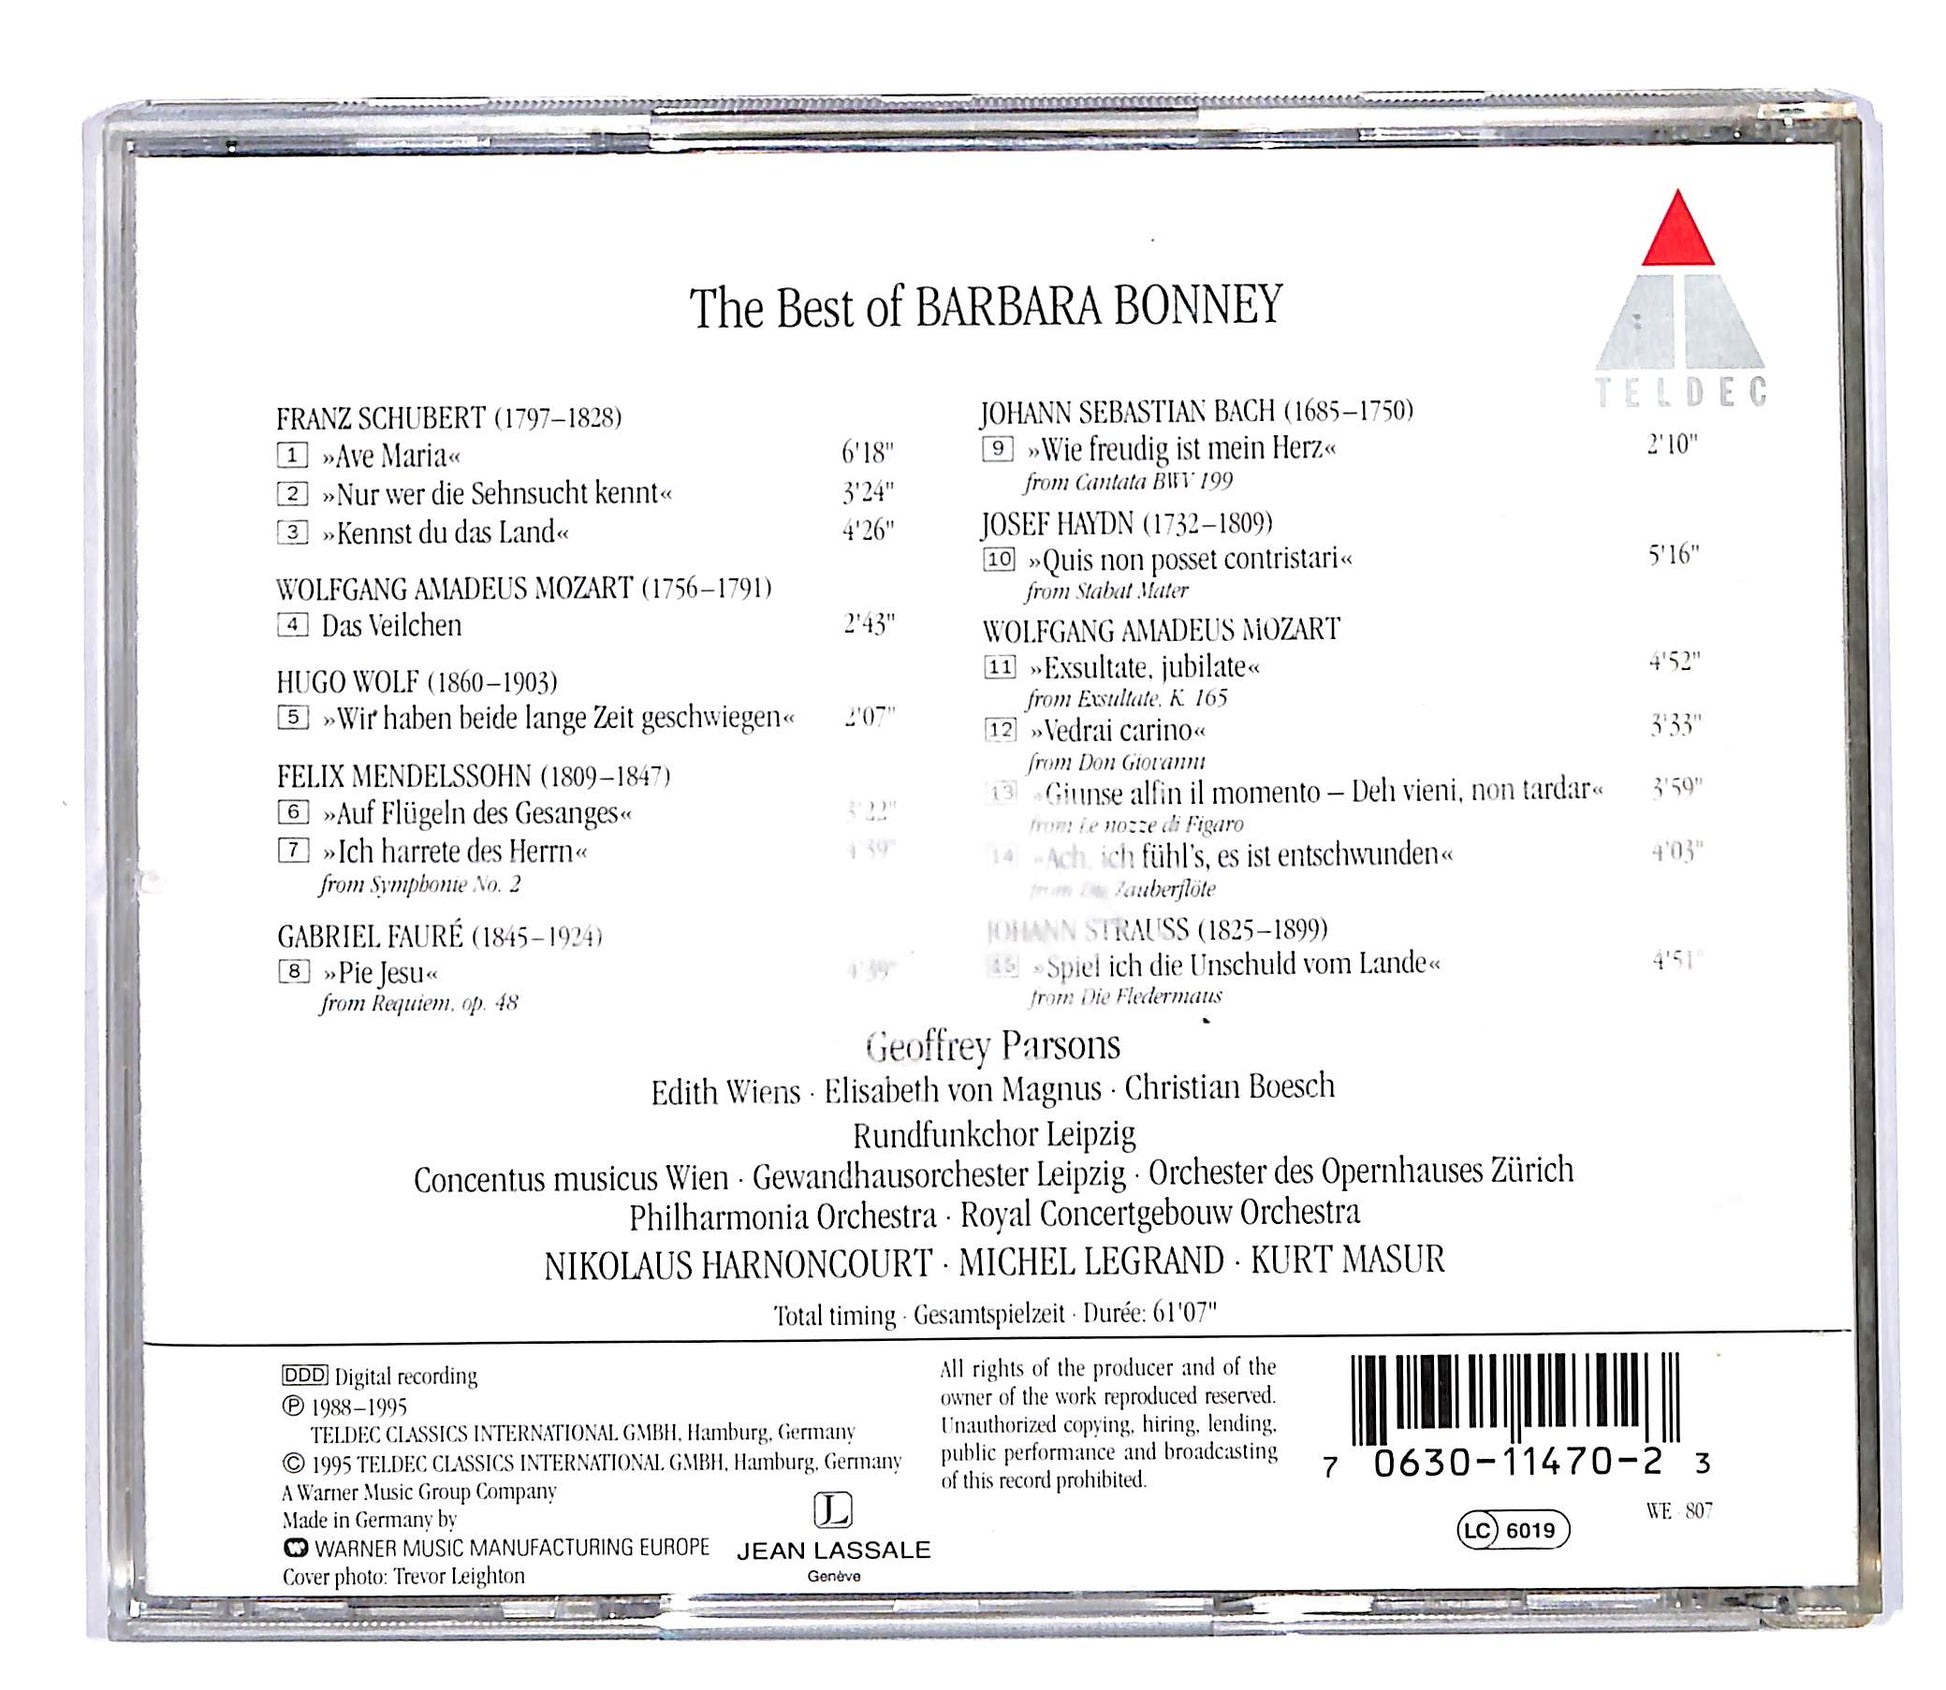 TELDEC
The Best of BARBARA BONNEY
FRANZ SCHUBERT (1797–1828)
1 »Ave Maria« 6'18"
2 »Nur wer die Sehnsucht kennt« 3'24"
3 »Kennst du das Land« 4'26"
WOLFGANG AMADEUS MOZART (1756–1791)
4 Das Veilchen 2'43"
HUGO WOLF (1860–1903)
5 »Wir haben beide lange Zeit geschwiegen« 2'07"
FELIX MENDELSSOHN (1809–1847)
6 »Auf Flügeln des Gesanges« 3'22"
7 »Ich harrete des Herrn« 4'39"
from Symphonie No. 2
GABRIEL FAURÉ (1845–1924)
8 »Pie Jesu« 4'39"
from Requiem, op. 48
JOHANN SEBASTIAN BACH (1685–1750)
9 »Wie freudig ist mein Herz« 2'10"
from Cantata BWV 199
JOSEF HAYDN (1732–1809)
10 »Quis non posset contristari« 5'16"
from Stabat Mater
WOLFGANG AMADEUS MOZART
11 »Exsultate, jubilate« 4'52"
from Exsultate, K. 165
12 »Vedrai carino« 3'33"
from Don Giovanni
13 »Giunse alfin il momento – Deh vieni, non tardar« 3'59"
from Le nozze di Figaro
14 »Ach, ich fühl's, es ist entschwunden« 4'03"
from Die Zauberflöte
JOHANN STRAUSS (1825–1899)
15 »Spiel ich die Unschuld vom Lande« 4'51"
from Die Fledermaus
Geoffrey Parsons
Edith Wiens · Elisabeth von Magnus · Christian Boesch
Rundfunkchor Leipzig
Concentus musicus Wien · Gewandhausorchester Leipzig · Orchester des Opernhauses Zürich
Philharmonia Orchestra · Royal Concertgebouw Orchestra
NIKOLAUS HARNONCOURT · MICHEL LEGRAND · KURT MASUR
Total timing · Gesamtspielzeit · Durée: 61'07"
DDD Digital recording
Ⓟ 1988–1995
TELDEC CLASSICS INTERNATIONAL GMBH, Hamburg, Germany
© 1995 TELDEC CLASSICS INTERNATIONAL GMBH, Hamburg, Germany
A Warner Music Group Company
Made in Germany by
WARNER MUSIC MANUFACTURING EUROPE
Cover photo: Trevor Leighton
L
JEAN LASSALE
Genève
All rights of the producer and of the
owner of the work reproduced reserved.
Unauthorized copying, hiring, lending,
public performance and broadcasting
of this record prohibited.
7 0630-11470-2 3
LC 6019
WE 807